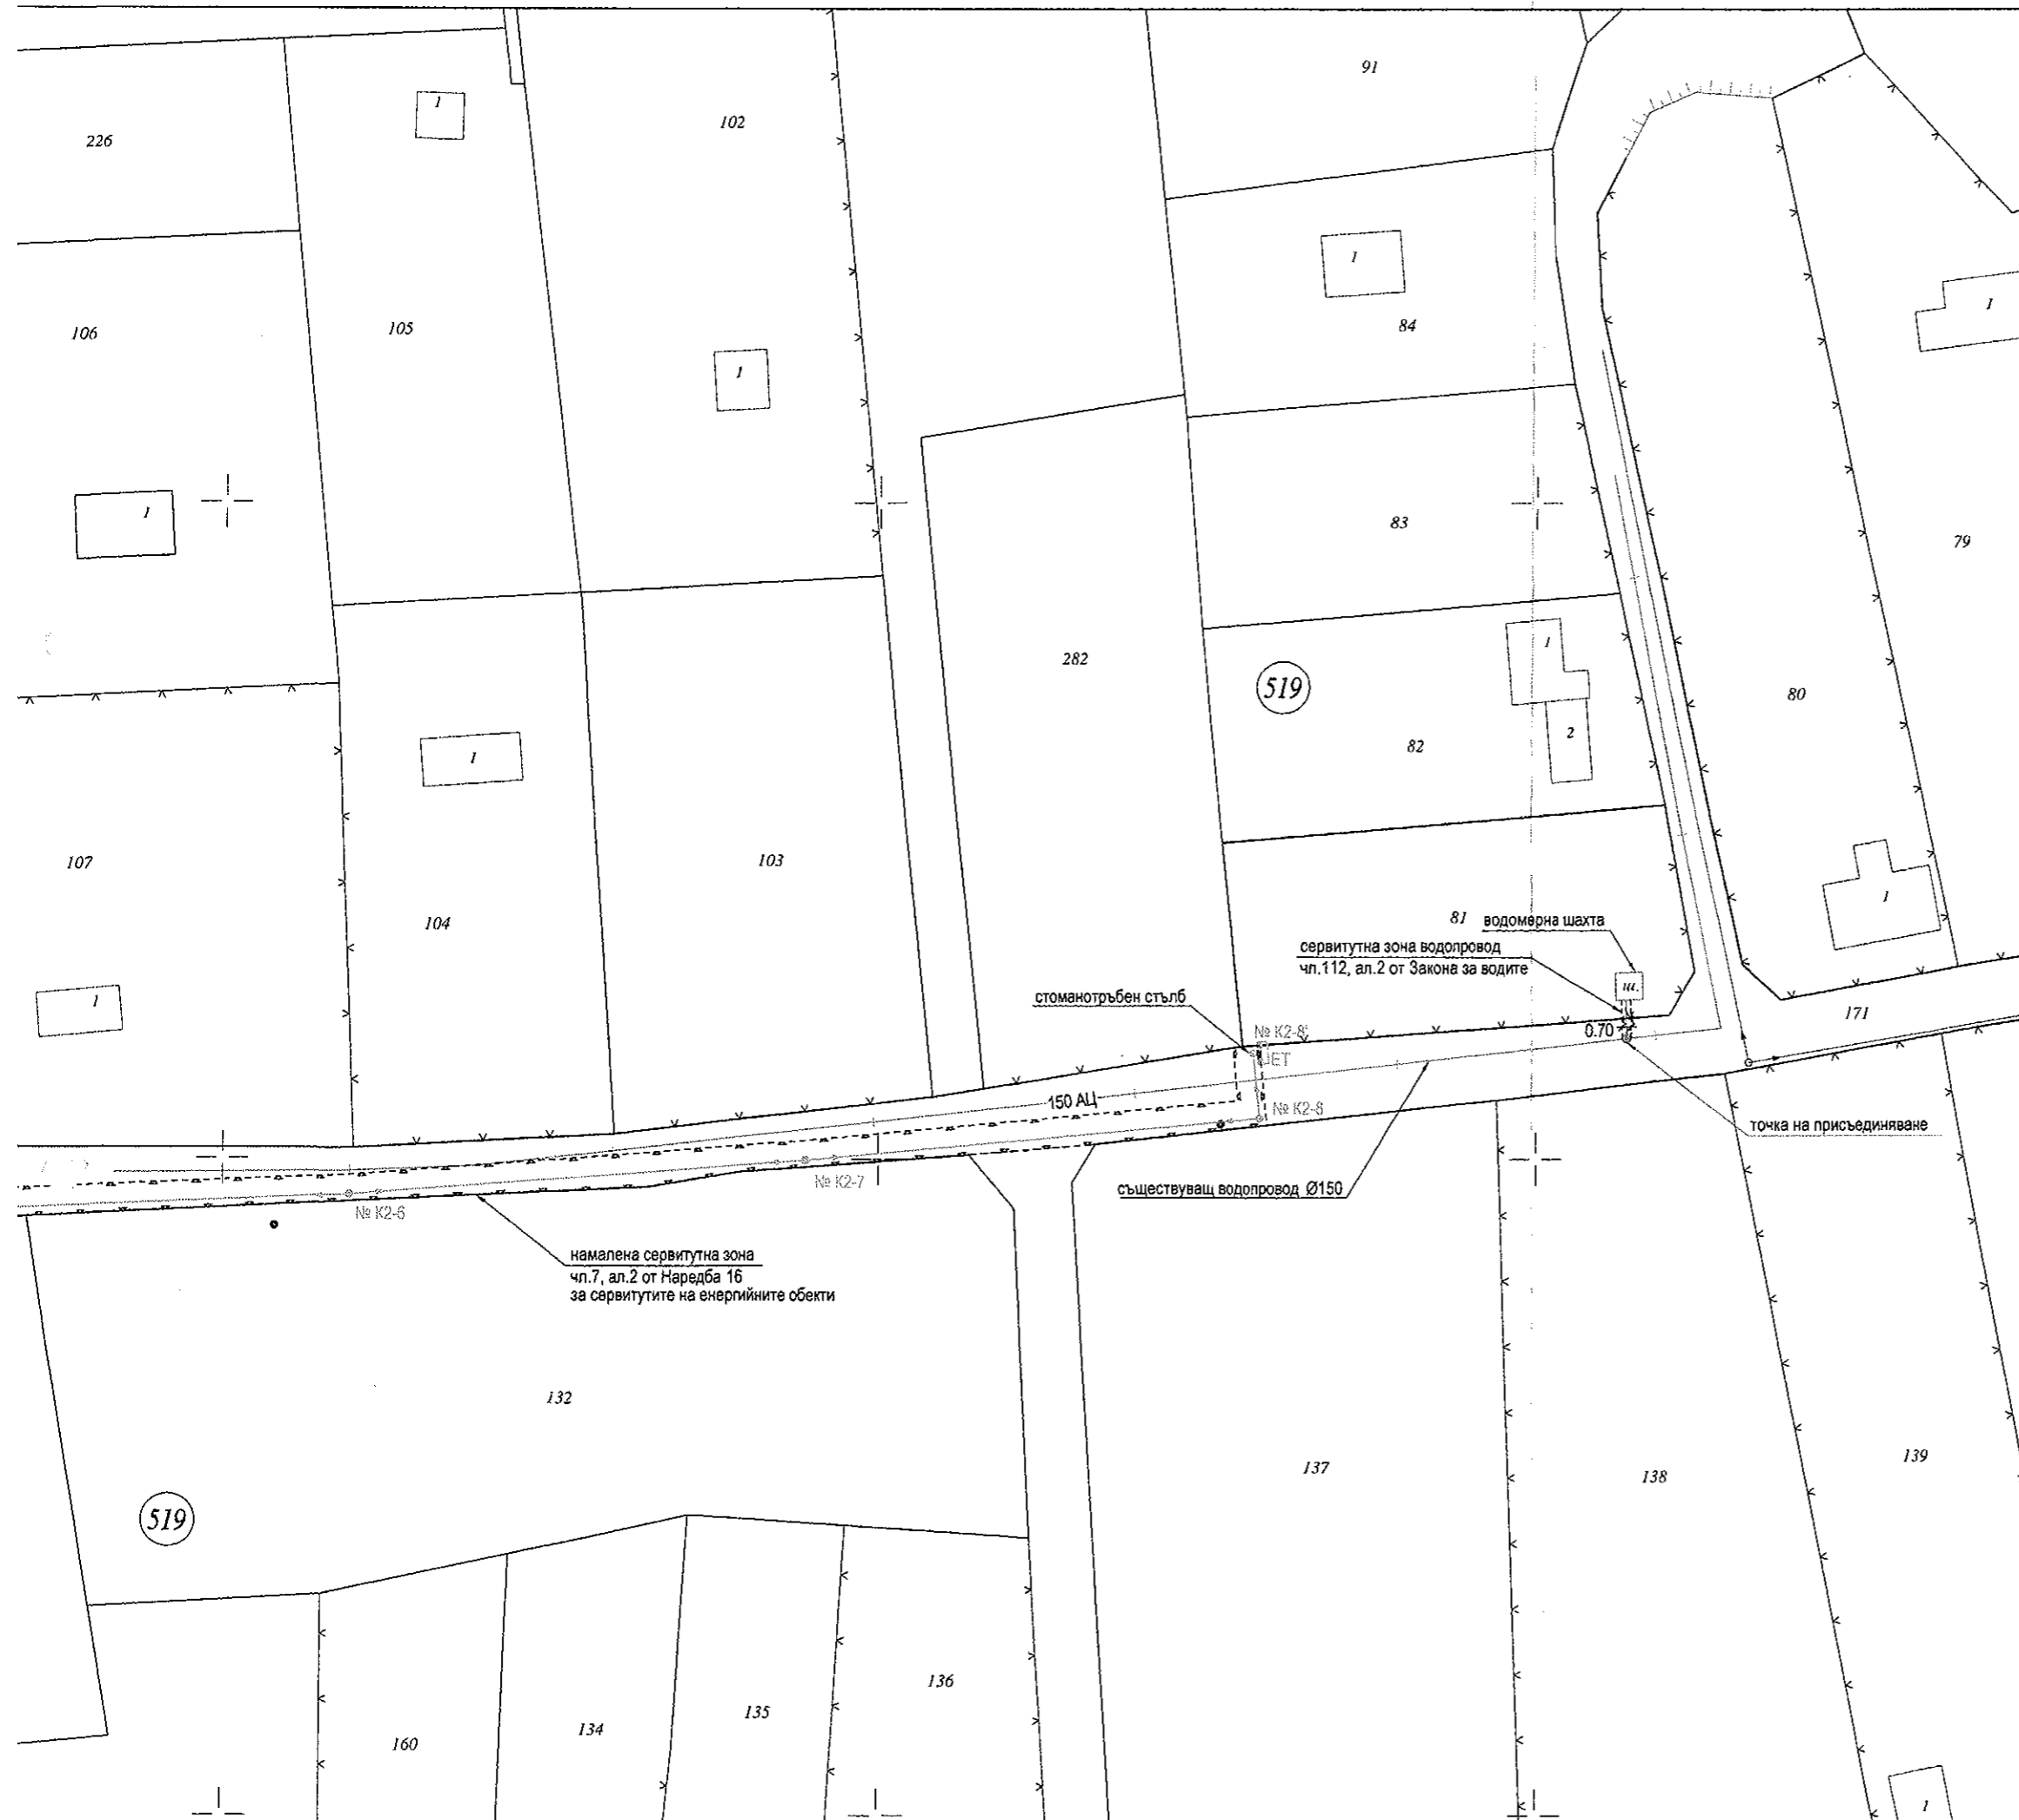 91
1
102
226
1
84
1
1
106
105
1
1
83
79
282
1
519
80
82
2
1
107
103
1
104
81
водомерна шахта
сервитутна зона водопровод
чл.112, ал.2 от Закона за водите
стоманотръбен стълб
ш.
1
171
0.70
№ К2-8'
ЕТ
150 АЦ
№ К2-8
точка на присъединяване
№ К2-7
съществуващ водопровод Ø150
№ К2-6
намалена сервитутна зона
чл.7, ал.2 от Наредба 16
за сервитутите на енергийните обекти
132
137
138
139
519
136
135
134
160
1